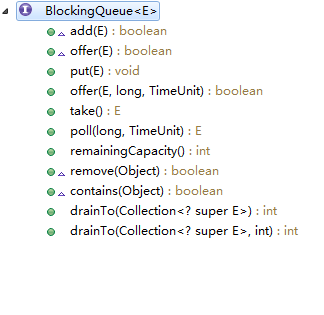 BlockingQueue<E>
add(E) : boolean
offer(E) : boolean
put(E) : void
offer(E, long, TimeUnit) : boolean
take() : E
poll(long, TimeUnit) : E
remainingCapacity() : int
remove(Object) : boolean
contains(Object) : boolean
drainTo(Collection<? super E>) : int
drainTo(Collection<? super E>, int) : int